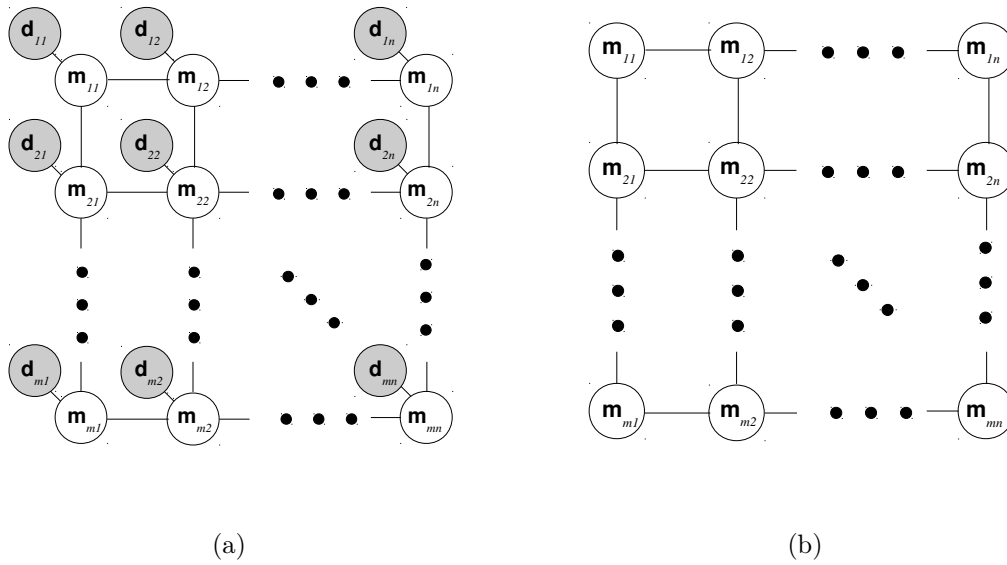 d11 d12 d1n
m11 m12 m1n
d21 d22 d2n
m21 m22 m2n
dm1 dm2 dmn
mm1 mm2 mmn
(a)
m11 m12 m1n
m21 m22 m2n
mm1 mm2 mmn
(b)